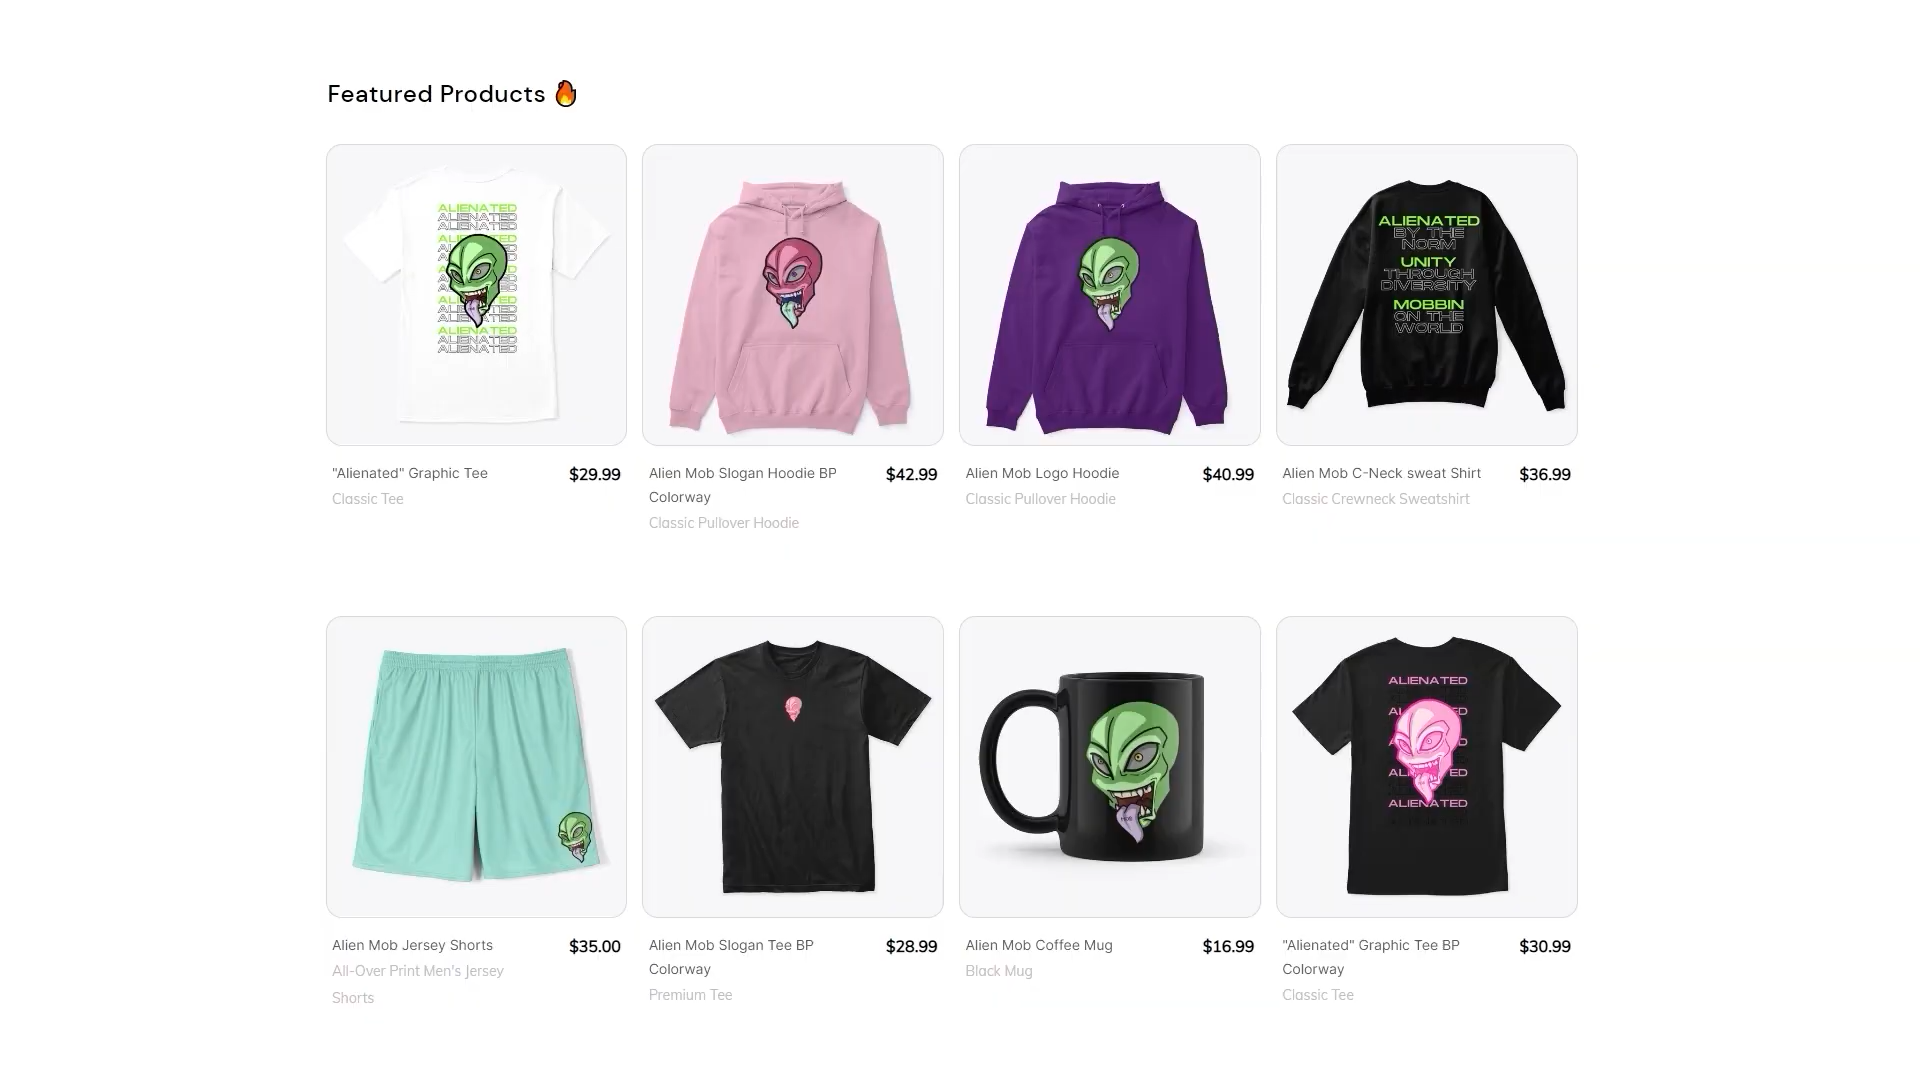 Featured Products
ALIENATED
ALIENATED
ALIENATED
ALIENATED
ALIENATED
ALIENATED
ALIENATED
ALIENATED
ALIENATED
BY THE
NORM
UNITY
THROUGH
DIVERSITY
MOBBIN
ON THE
WORLD
"Alienated" Graphic Tee
$29.99
Classic Tee
Alien Mob Slogan Hoodie BP
Colorway
$42.99
Classic Pullover Hoodie
Alien Mob Logo Hoodie
$40.99
Classic Pullover Hoodie
Alien Mob C-Neck sweat Shirt
$36.99
Classic Crewneck Sweatshirt
MOB
ALIENATED
ALIENATED
Alien Mob Jersey Shorts
$35.00
All-Over Print Men's Jersey
Shorts
Alien Mob Slogan Tee BP
Colorway
$28.99
Premium Tee
Alien Mob Coffee Mug
$16.99
Black Mug
"Alienated" Graphic Tee BP
Colorway
$30.99
Classic Tee